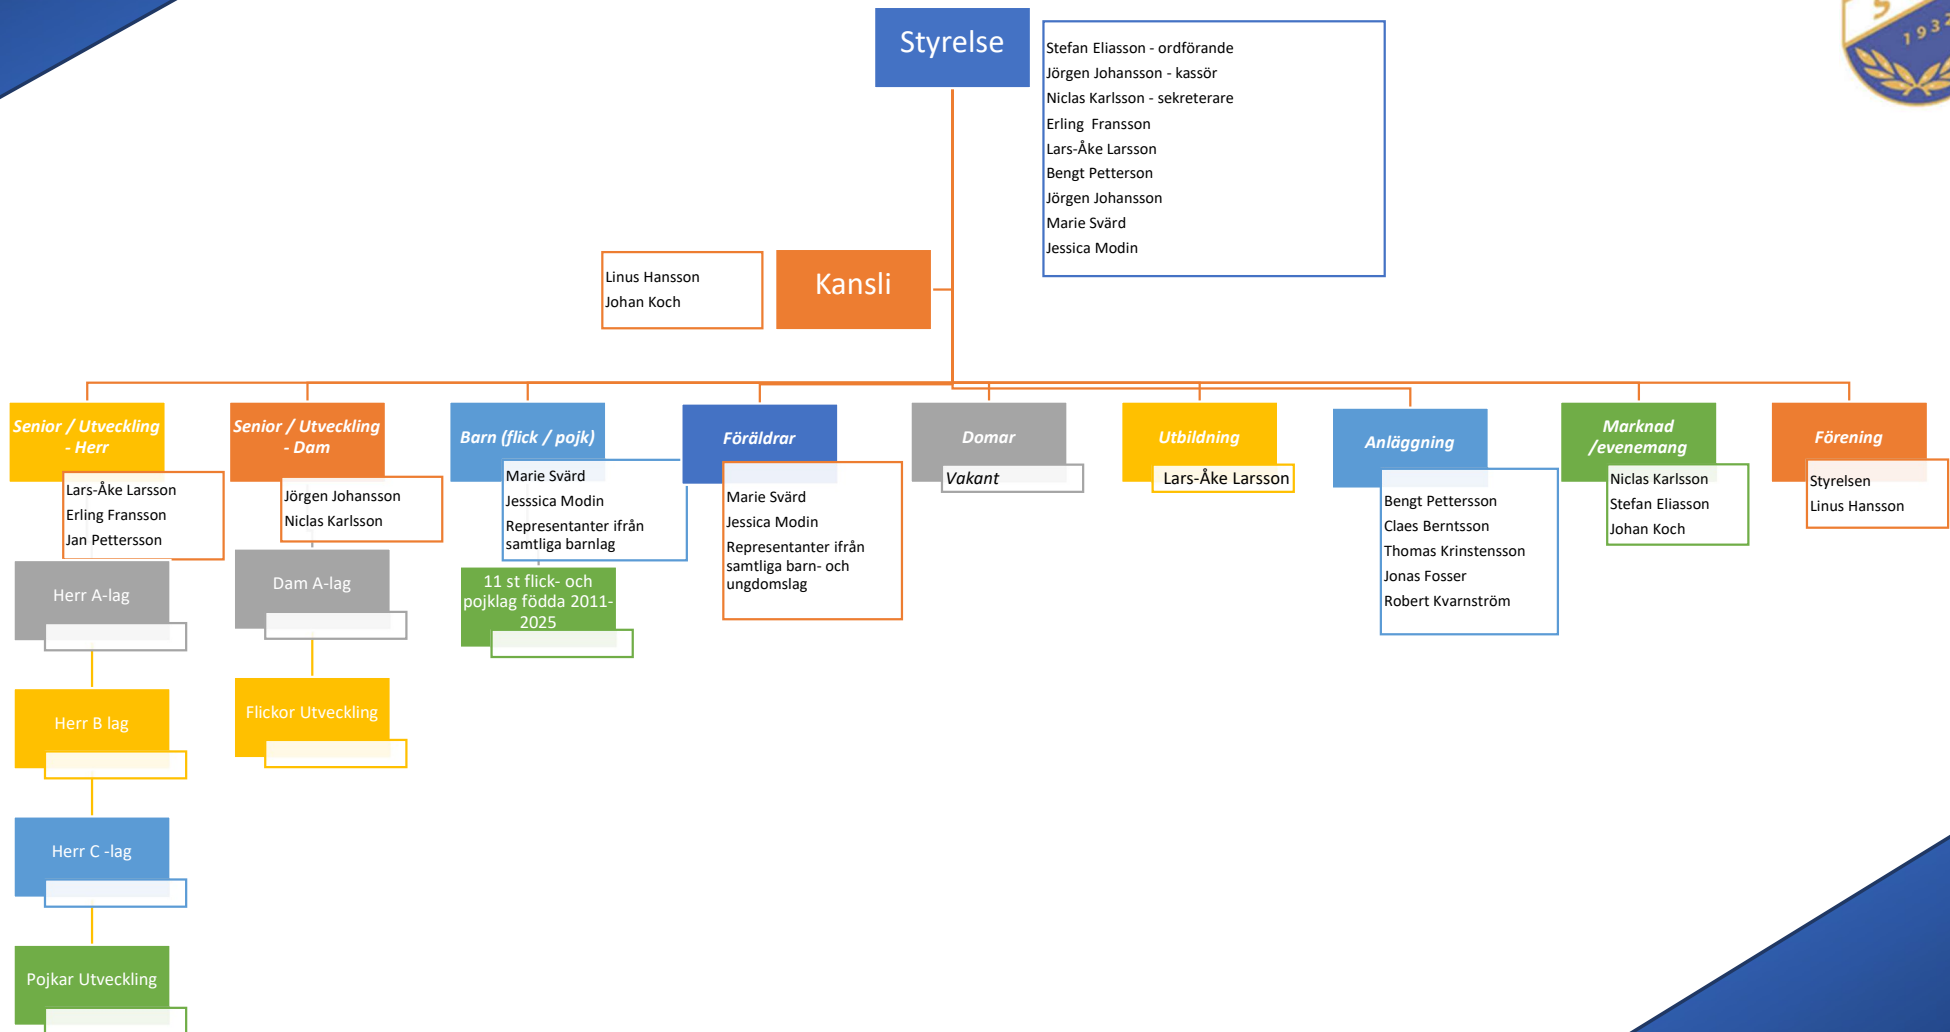 S
1932
Styrelse
Stefan Eliasson - ordförande
Jörgen Johansson - kassör
Niclas Karlsson - sekreterare
Erling Fransson
Lars-Åke Larsson
Bengt Petterson
Jörgen Johansson
Marie Svärd
Jessica Modin
Linus Hansson
Johan Koch
Kansli
Senior / Utveckling
- Herr
Lars-Åke Larsson
Erling Fransson
Jan Pettersson
Herr A-lag
Herr B lag
Herr C -lag
Pojkar Utveckling
Senior / Utveckling
- Dam
Jörgen Johansson
Niclas Karlsson
Dam A-lag
Flickor Utveckling
Barn (flick / pojk)
Marie Svärd
Jesssica Modin
Representanter ifrån
samtliga barnlag
11 st flick- och
pojklag födda 2011-
2025
Föräldrar
Marie Svärd
Jessica Modin
Representanter ifrån
samtliga barn- och
ungdomslag
Domar
Vakant
Utbildning
Lars-Åke Larsson
Anläggning
Bengt Pettersson
Claes Berntsson
Thomas Krinstensson
Jonas Fosser
Robert Kvarnström
Marknad
/evenemang
Niclas Karlsson
Stefan Eliasson
Johan Koch
Förening
Styrelsen
Linus Hansson